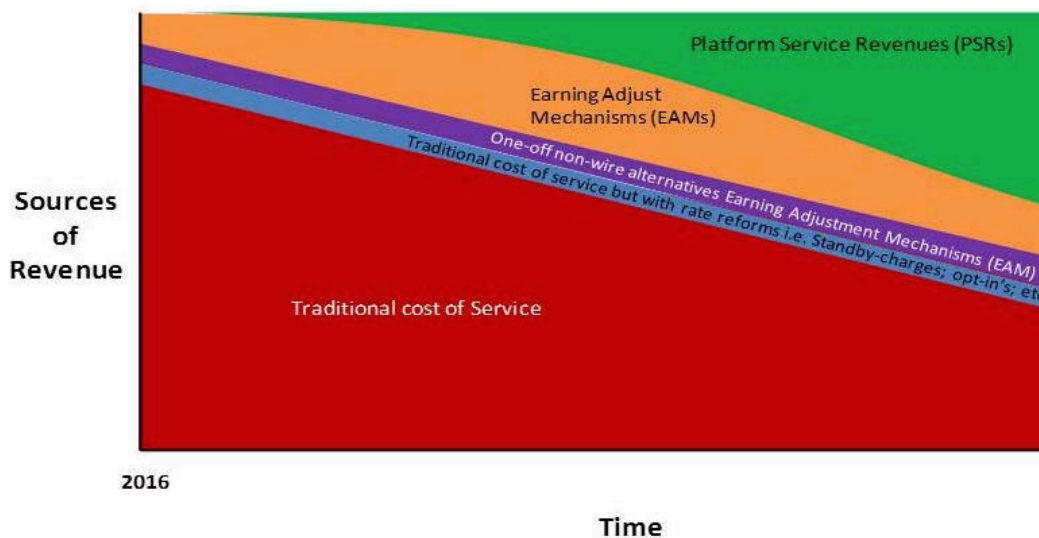 Platform Service Revenues (PSRs)
Earning Adjust
Mechanisms (EAMs)
One-off non-wire alternatives Earning Adjustment Mechanisms (EAM)
Traditional cost of service but with rate reforms i.e. Standby-charges; opt-in's; etc
Sources
of
Revenue
Traditional cost of Service
2016
Time